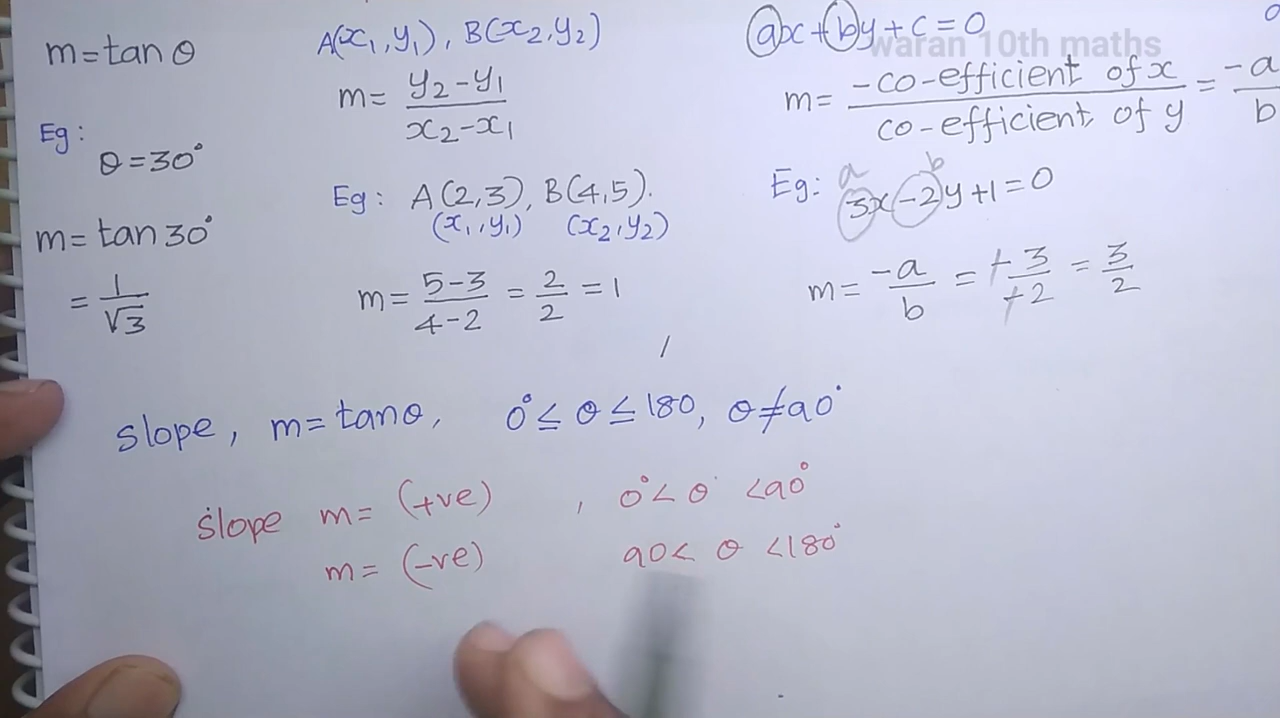 m=tanθ
Eg:
θ=30°
m=tan30°
=1/√3
A(x₁,y₁), B(x₂,y₂)
m=(y₂-y₁)/(x₂-x₁)
Eg: A(2,3), B(4,5).
(x₁,y₁) (x₂,y₂)
m=(5-3)/(4-2)=2/2=1
ax+by+c=0
waran 10th maths
m=(-co-efficient of x)/(co-efficient of y)=-a/b
a b
Eg: 3x-2y+1=0
m=-a/b=-3/-2=3/2
slope, m=tanθ, 0°≤θ≤180, θ≠90°
slope m=(+ve), 0°<θ<90°
m=(-ve) 90<θ<180°